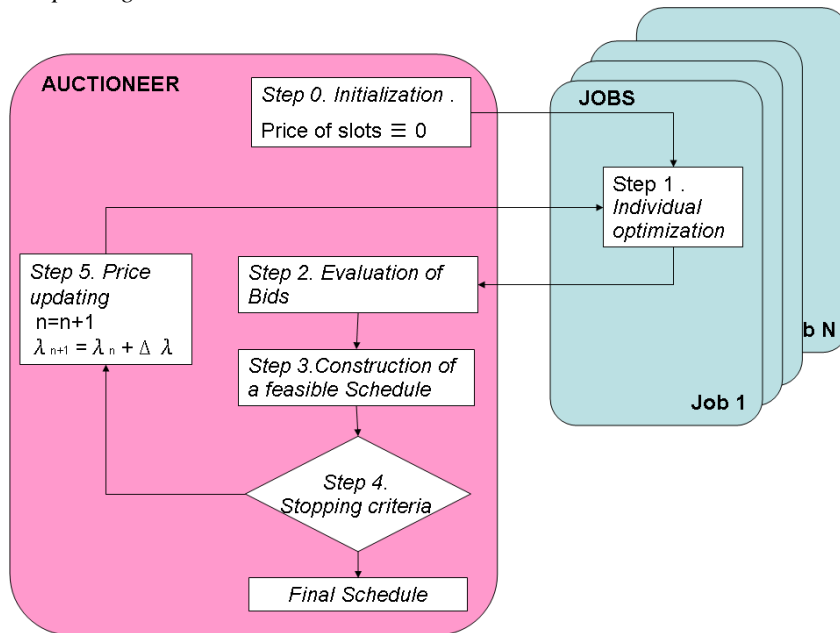 AUCTIONEER
Step 0. Initialization .
Price of slots ≡ 0
JOBS
Step 1 .
Individual
optimization
Step 5. Price
updating
n=n+1
λ n+1 = λ n + Δ λ
Step 2. Evaluation of
Bids
Step 3.Construction of
a feasible Schedule
b N
Job 1
Step 4.
Stopping criteria
Final Schedule